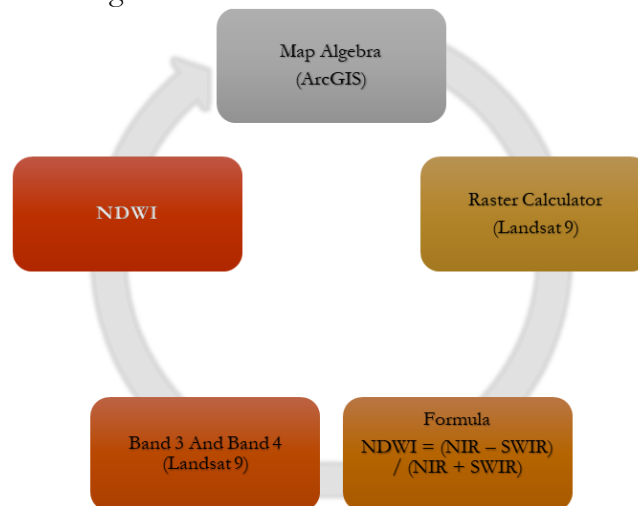 Map Algebra
(ArcGIS)
Raster Calculator
(Landsat 9)
Formula
NDWI = (NIR – SWIR)
/ (NIR + SWIR)
Band 3 And Band 4
(Landsat 9)
NDWI